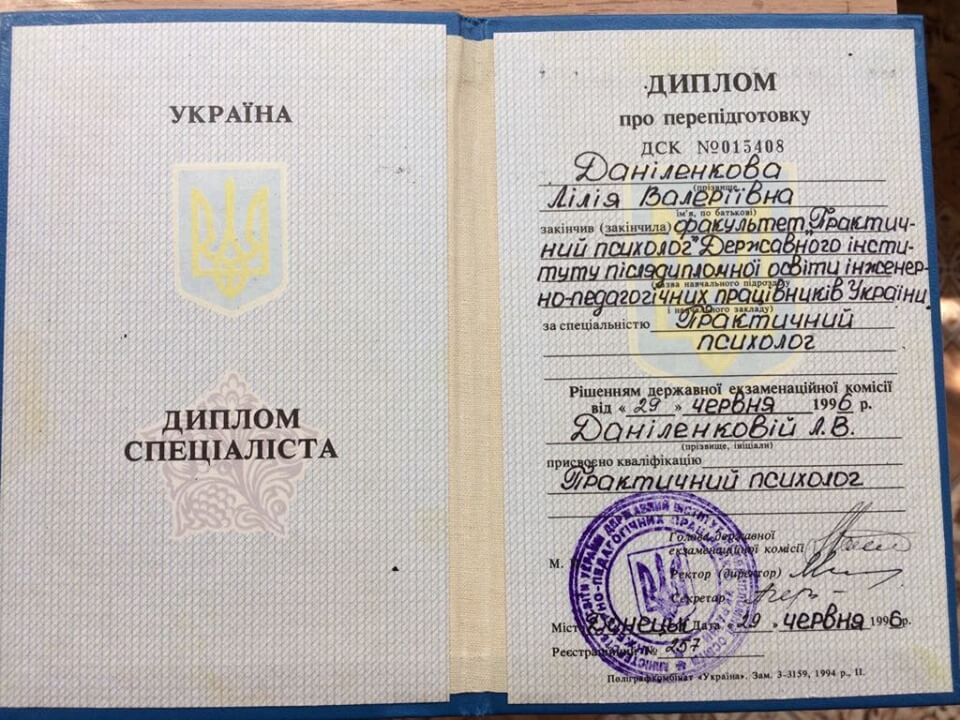 УКРАЇНА
ДИПЛОМ
СПЕЦІАЛІСТА
ДИПЛОМ
про перепідготовку
ДСК №015408
Даніленкова
(прізвище,
Лілія Валеріївна
ім'я, по батькові)
закінчив (закінчила) факультет „Практич-
ний психолог" Державного інсти-
туту післядипломної освіти інженер-
(назва навчального підрозділу
но-педагогічних працівників України
і навчального закладу)
за спеціальністю Практичний
психолог
Рішенням державної екзаменаційної комісії
від « 29 » червня 1996 р.
Даніленковій Л.В.
(прізвище, ініціали)
присвоєно кваліфікацію
Практичний психолог
Голова державної
екзаменаційної комісії
М.
Ректор (директор)
Секретар
Місто Донецьк Дата « 29 » червня 1996 р.
Реєстраційний № 257
Поліграфкомбінат «Україна». Зам. 3-3159, 1994 р., II.